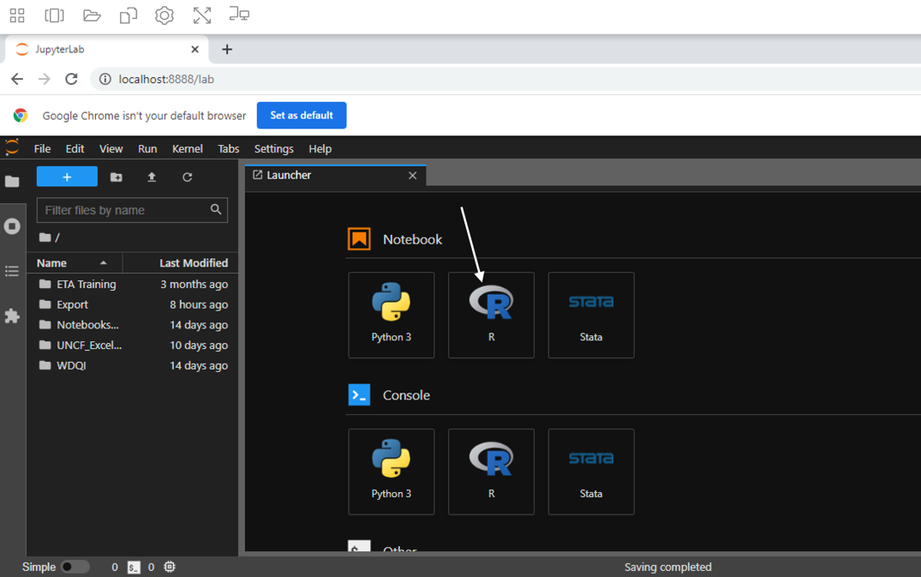 JupyterLab
localhost:8888/lab
Google Chrome isn't your default browser Set as default
File Edit View Run Kernel Tabs Settings Help
Launcher
Filter files by name
/
Name Last Modified
ETA Training 3 months ago
Export 8 hours ago
Notebooks... 14 days ago
UNCF_Excel... 10 days ago
WDQI 14 days ago
Notebook
stata
Python 3 R Stata
Console
stata
Python 3 R Stata
Other
Simple 0 $_ 0 Saving completed